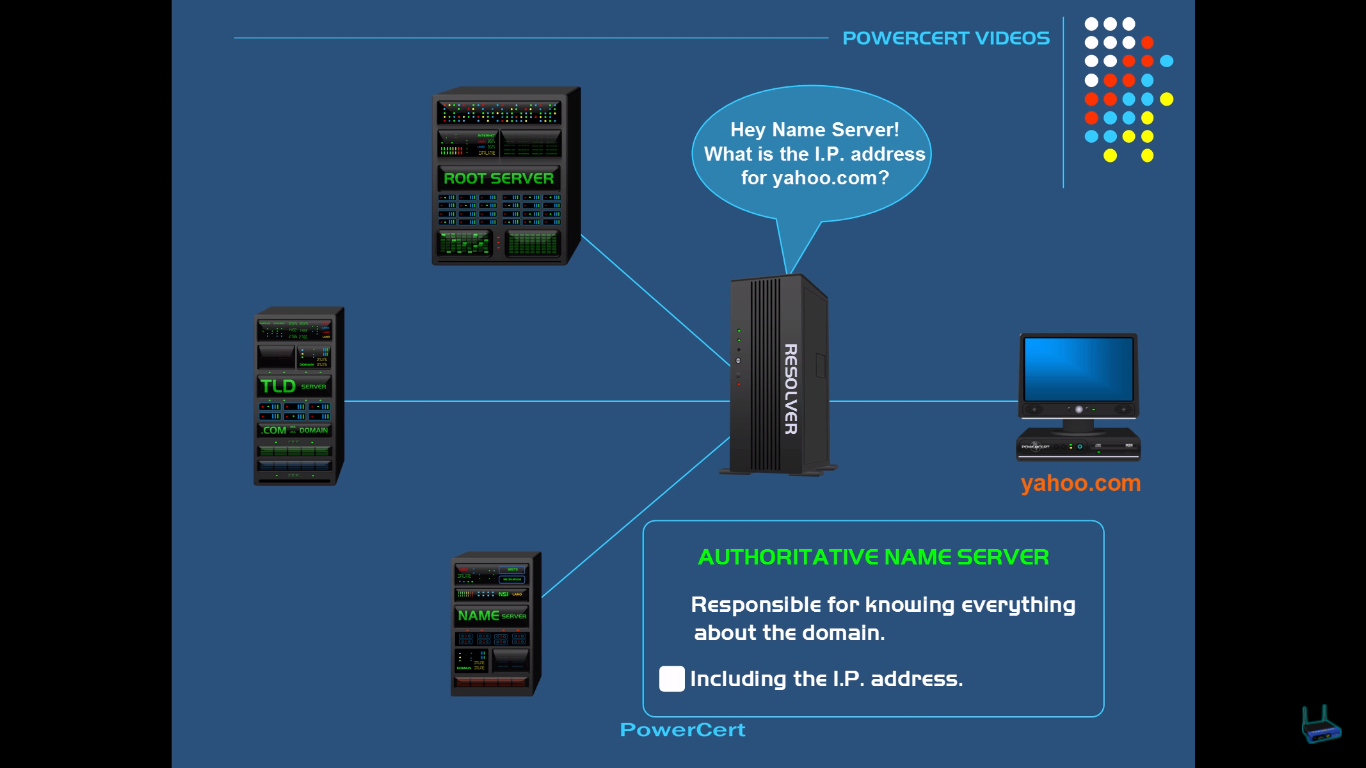 POWERCERT VIDEOS
Hey Name Server!
What is the I.P. address
for yahoo.com?
ROOT SERVER
RESOLVER
TLD SERVER
.COM DOMAIN
yahoo.com
NAME SERVER
AUTHORITATIVE NAME SERVER
Responsible for knowing everything
about the domain.
Including the I.P. address.
PowerCert